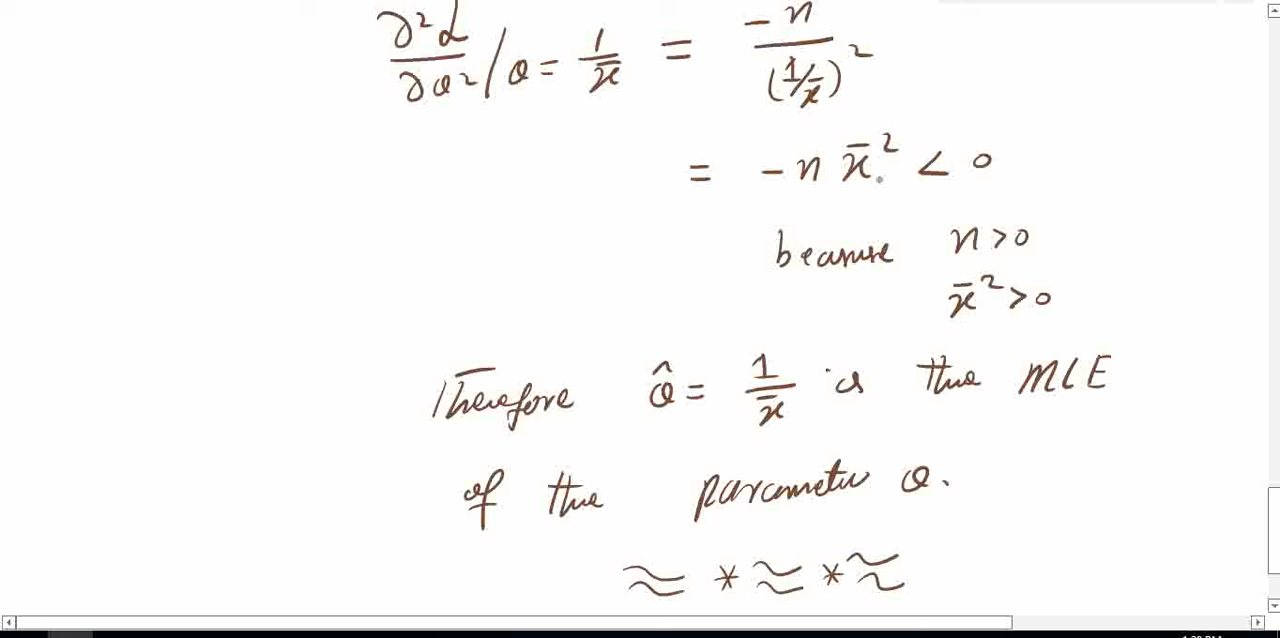 ∂²L/∂θ² / θ = 1/x̄ = -n/(1/x̄)²
= -n x̄² < 0
because n>0
x̄²>0
Therefore θ̂ = 1/x̄ is the MLE
of the parameter θ.
≈ * ≈ * ≈